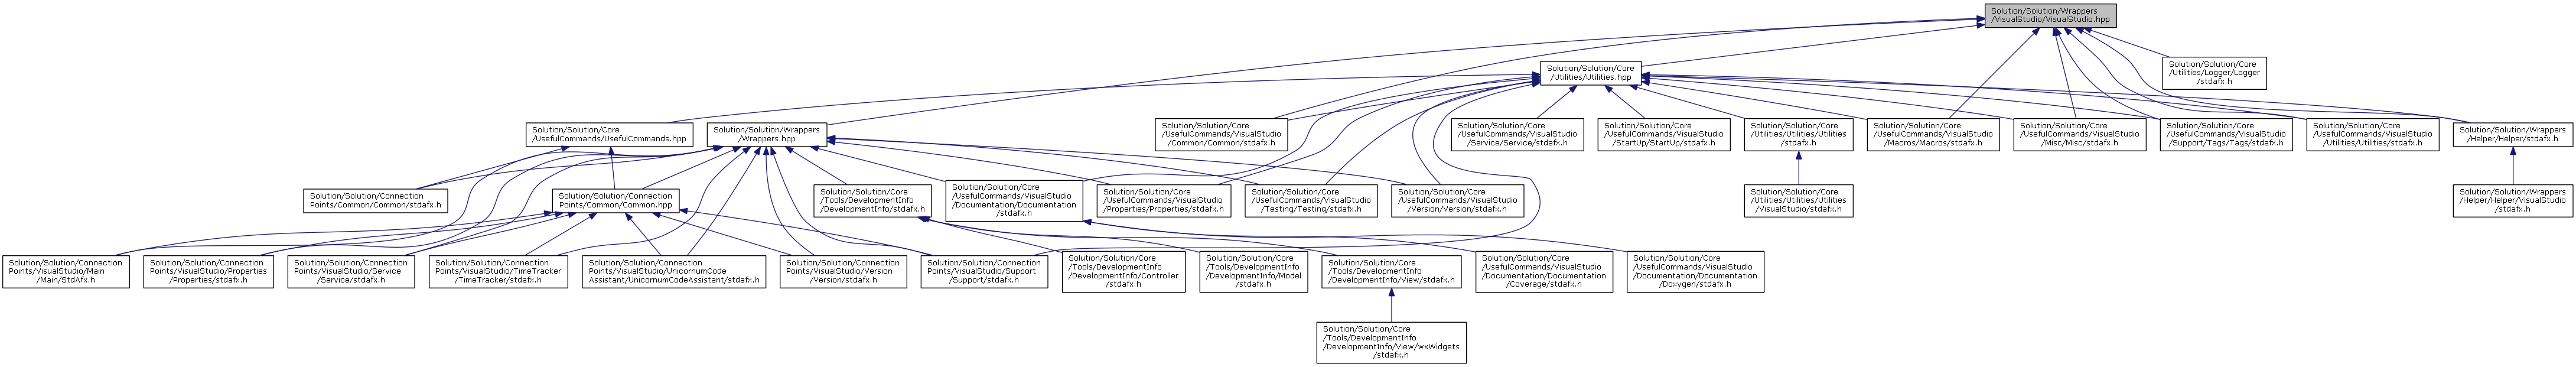 Solution/Solution/Wrappers
/VisualStudio/VisualStudio.hpp
Solution/Solution/Core
/Utilities/Utilities.hpp
Solution/Solution/Core
/Utilities/Logger/Logger
/stdafx.h
Solution/Solution/Core
/UsefulCommands/UsefulCommands.hpp
Solution/Solution/Wrappers
/Wrappers.hpp
Solution/Solution/Core
/UsefulCommands/VisualStudio
/Common/Common/stdafx.h
Solution/Solution/Core
/UsefulCommands/VisualStudio
/Service/Service/stdafx.h
Solution/Solution/Core
/UsefulCommands/VisualStudio
/StartUp/StartUp/stdafx.h
Solution/Solution/Core
/Utilities/Utilities/Utilities
/stdafx.h
Solution/Solution/Core
/UsefulCommands/VisualStudio
/Macros/Macros/stdafx.h
Solution/Solution/Core
/UsefulCommands/VisualStudio
/Misc/Misc/stdafx.h
Solution/Solution/Core
/UsefulCommands/VisualStudio
/Support/Tags/Tags/stdafx.h
Solution/Solution/Core
/UsefulCommands/VisualStudio
/Utilities/Utilities/stdafx.h
Solution/Solution/Wrappers
/Helper/Helper/stdafx.h
Solution/Solution/Connection
Points/Common/Common/stdafx.h
Solution/Solution/Connection
Points/Common/Common.hpp
Solution/Solution/Core
/Tools/DevelopmentInfo
/DevelopmentInfo/stdafx.h
Solution/Solution/Core
/UsefulCommands/VisualStudio
/Documentation/Documentation
/stdafx.h
Solution/Solution/Core
/UsefulCommands/VisualStudio
/Properties/Properties/stdafx.h
Solution/Solution/Core
/UsefulCommands/VisualStudio
/Testing/Testing/stdafx.h
Solution/Solution/Core
/UsefulCommands/VisualStudio
/Version/Version/stdafx.h
Solution/Solution/Core
/Utilities/Utilities/Utilities
/VisualStudio/stdafx.h
Solution/Solution/Wrappers
/Helper/Helper/VisualStudio
/stdafx.h
Solution/Solution/Connection
Points/VisualStudio/Main
/Main/StdAfx.h
Solution/Solution/Connection
Points/VisualStudio/Properties
/Properties/stdafx.h
Solution/Solution/Connection
Points/VisualStudio/Service
/Service/stdafx.h
Solution/Solution/Connection
Points/VisualStudio/TimeTracker
/TimeTracker/stdafx.h
Solution/Solution/Connection
Points/VisualStudio/UnicornumCode
Assistant/UnicornumCodeAssistant/stdafx.h
Solution/Solution/Connection
Points/VisualStudio/Version
/Version/stdafx.h
Solution/Solution/Connection
Points/VisualStudio/Support
/Support/stdafx.h
Solution/Solution/Core
/Tools/DevelopmentInfo
/DevelopmentInfo/Controller
/stdafx.h
Solution/Solution/Core
/Tools/DevelopmentInfo
/DevelopmentInfo/Model
/stdafx.h
Solution/Solution/Core
/Tools/DevelopmentInfo
/DevelopmentInfo/View/stdafx.h
Solution/Solution/Core
/UsefulCommands/VisualStudio
/Documentation/Documentation
/Coverage/stdafx.h
Solution/Solution/Core
/UsefulCommands/VisualStudio
/Documentation/Documentation
/Doxygen/stdafx.h
Solution/Solution/Core
/Tools/DevelopmentInfo
/DevelopmentInfo/View/wxWidgets
/stdafx.h